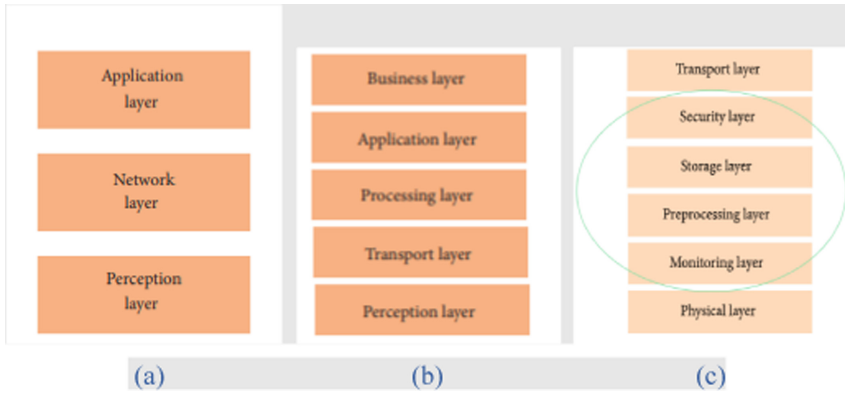 Application
layer
Network
layer
Perception
layer
Business layer
Application layer
Processing layer
Transport layer
Perception layer
Transport layer
Security layer
Storage layer
Preprocessing layer
Monitoring layer
Physical layer
(a)
(b)
(c)